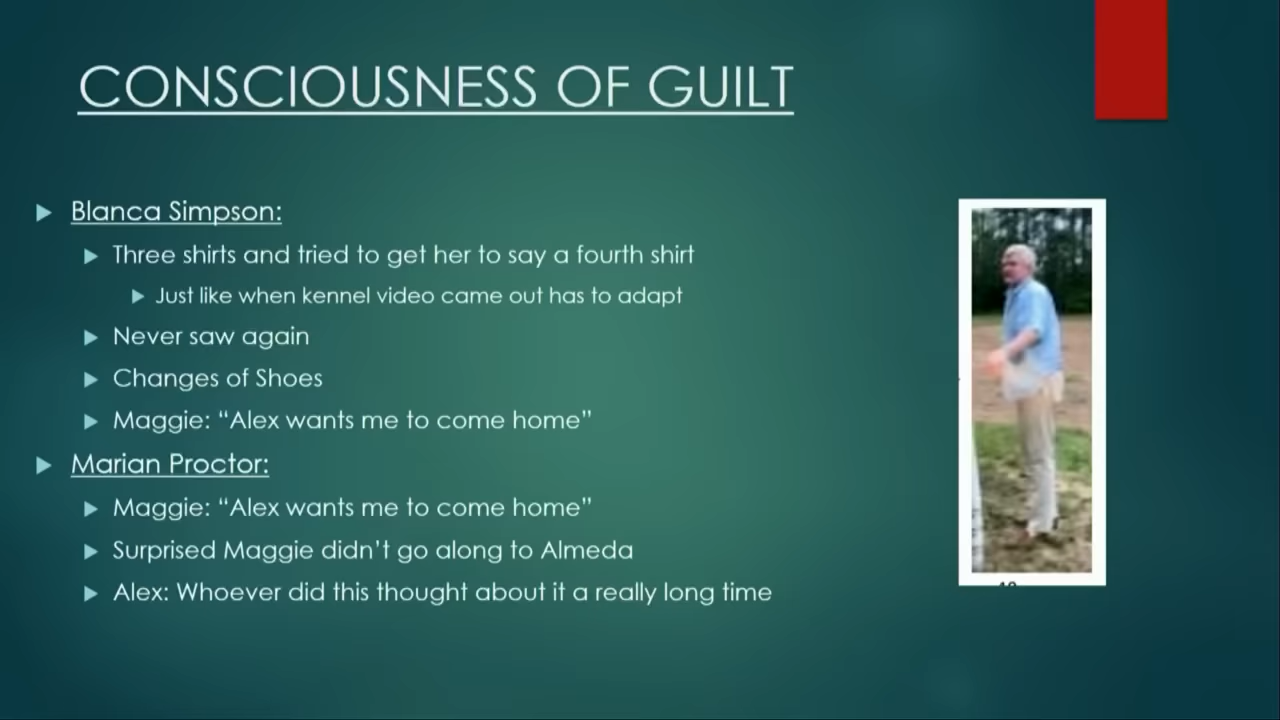 CONSCIOUSNESS OF GUILT
Blanca Simpson:
Three shirts and tried to get her to say a fourth shirt
Just like when kennel video came out has to adapt
Never saw again
Changes of Shoes
Maggie: “Alex wants me to come home”
Marian Proctor:
Maggie: “Alex wants me to come home”
Surprised Maggie didn’t go along to Almeda
Alex: Whoever did this thought about it a really long time